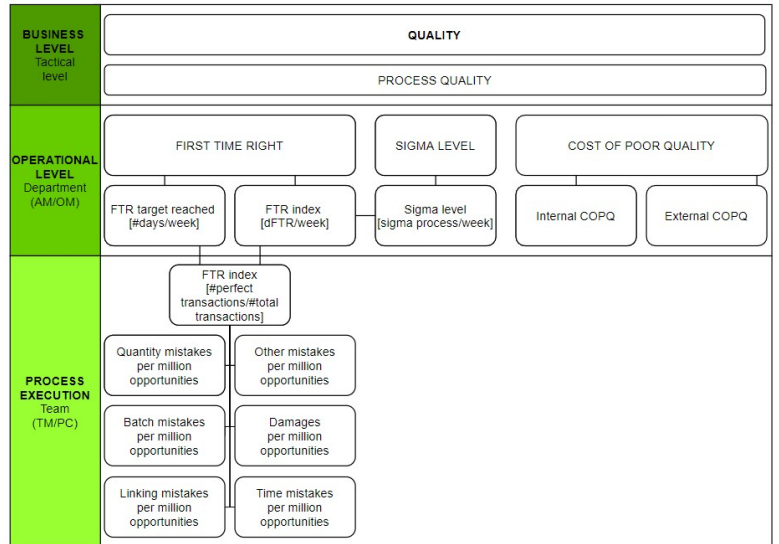 BUSINESS
LEVEL
Tactical
level
QUALITY
PROCESS QUALITY
OPERATIONAL
LEVEL
Department
(AM/OM)
FIRST TIME RIGHT
SIGMA LEVEL
COST OF POOR QUALITY
FTR target reached
[#days/week]
FTR index
[dFTR/week]
Sigma level
[sigma process/week]
Internal COPQ
External COPQ
PROCESS
EXECUTION
Team
(TM/PC)
FTR index
[#perfect
transactions/#total
transactions]
Quantity mistakes
per million
opportunities
Other mistakes
per million
opportunities
Batch mistakes
per million
opportunities
Damages
per million
opportunities
Linking mistakes
per million
opportunities
Time mistakes
per million
opportunities